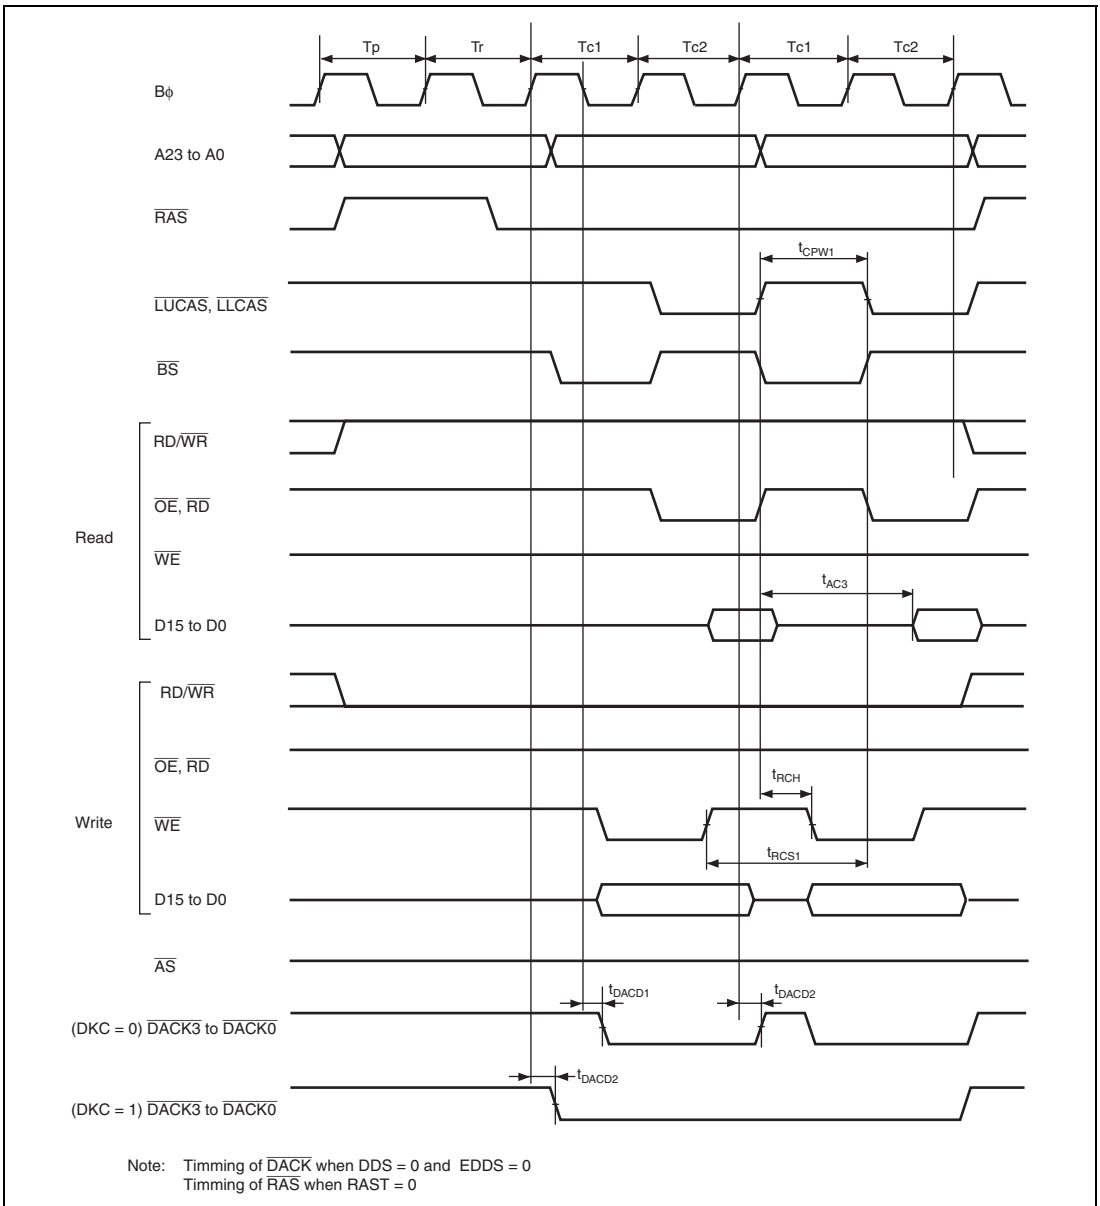 Tp Tr Tc1 Tc2 Tc1 Tc2
Bφ
A23 to A0
RAS
tCPW1
LUCAS, LLCAS
BS
RD/WR
OE, RD
Read
WE
tAC3
D15 to D0
RD/WR
OE, RD
tRCH
Write
WE
tRCS1
D15 to D0
AS
tDACD1 tDACD2
(DKC = 0) DACK3 to DACK0
tDACD2
(DKC = 1) DACK3 to DACK0
Note: Timming of DACK when DDS = 0 and EDDS = 0
Timming of RAS when RAST = 0